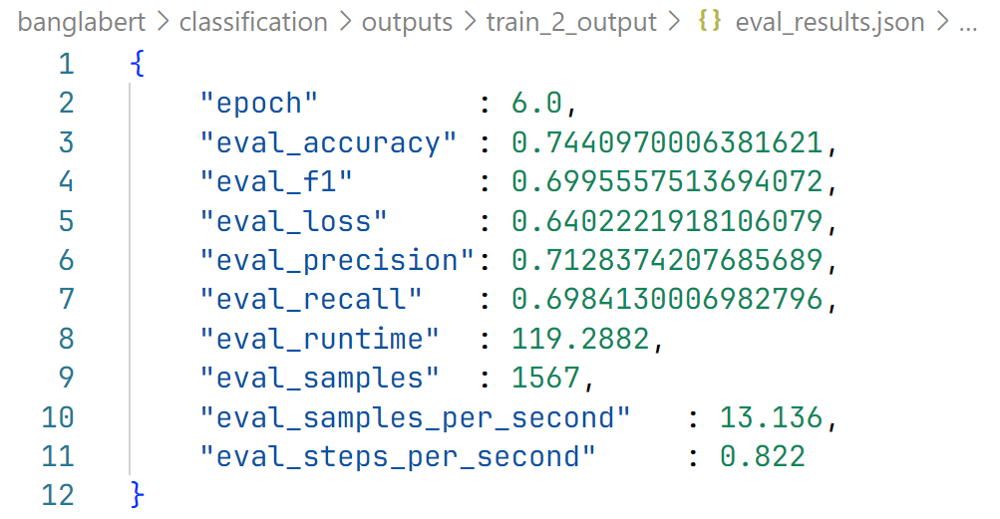 banglabert > classification > outputs > train_2_output > {} eval_results.json > ...
1 {
2 "epoch" : 6.0,
3 "eval_accuracy" : 0.7440970006381621,
4 "eval_f1" : 0.6995557513694072,
5 "eval_loss" : 0.6402221918106079,
6 "eval_precision": 0.7128374207685689,
7 "eval_recall" : 0.6984130006982796,
8 "eval_runtime" : 119.2882,
9 "eval_samples" : 1567,
10 "eval_samples_per_second" : 13.136,
11 "eval_steps_per_second" : 0.822
12 }